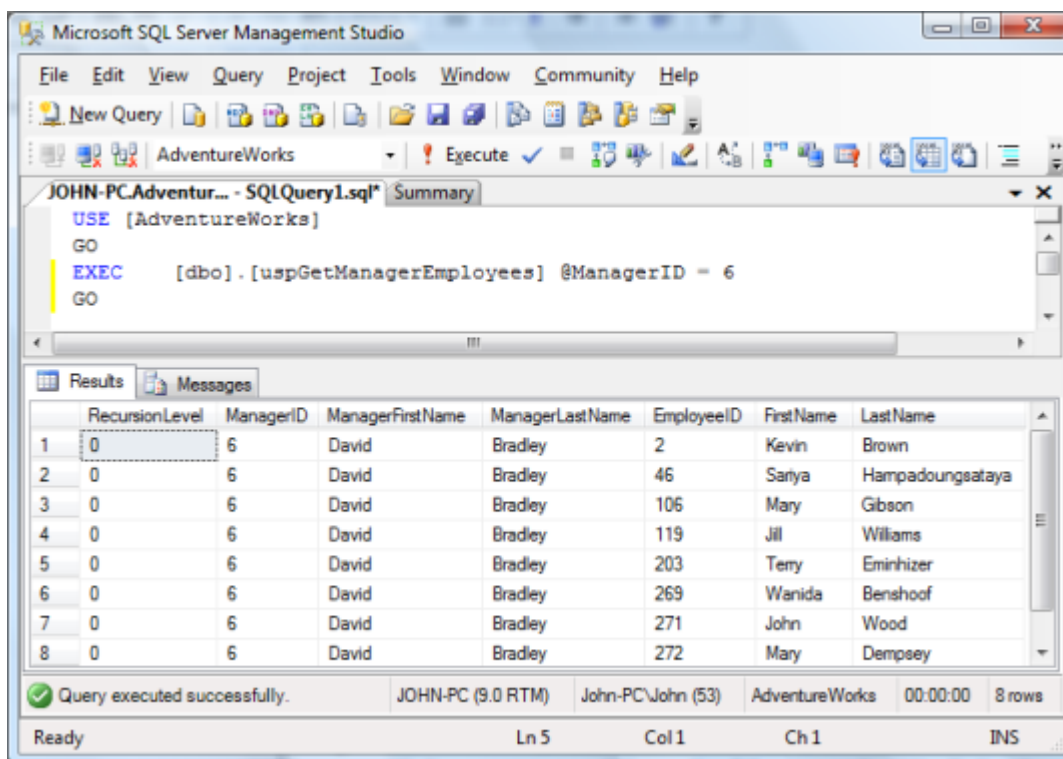 Microsoft SQL Server Management Studio
File Edit View Query Project Tools Window Community Help
New Query
AdventureWorks Execute
JOHN-PC.Adventur... - SQLQuery1.sql* Summary
USE [AdventureWorks]
GO
EXEC [dbo].[uspGetManagerEmployees] @ManagerID = 6
GO
Results Messages
RecursionLevel ManagerID ManagerFirstName ManagerLastName EmployeeID FirstName LastName
1 0 6 David Bradley 2 Kevin Brown
2 0 6 David Bradley 46 Sariya Hampadoungsataya
3 0 6 David Bradley 106 Mary Gibson
4 0 6 David Bradley 119 Jill Williams
5 0 6 David Bradley 203 Terry Eminhizer
6 0 6 David Bradley 269 Wanida Benshoof
7 0 6 David Bradley 271 John Wood
8 0 6 David Bradley 272 Mary Dempsey
Query executed successfully. JOHN-PC (9.0 RTM) John-PC\John (53) AdventureWorks 00:00:00 8 rows
Ready Ln 5 Col 1 Ch 1 INS